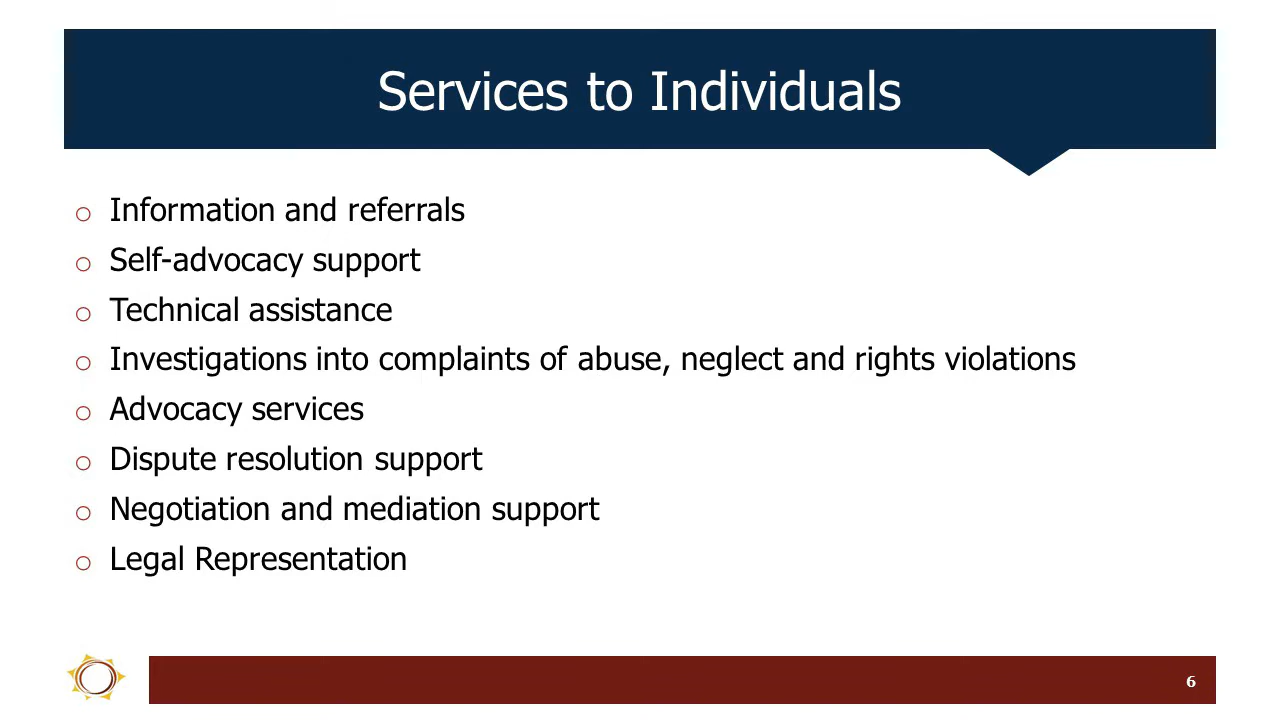 Services to Individuals
o Information and referrals
o Self-advocacy support
o Technical assistance
o Investigations into complaints of abuse, neglect and rights violations
o Advocacy services
o Dispute resolution support
o Negotiation and mediation support
o Legal Representation
6